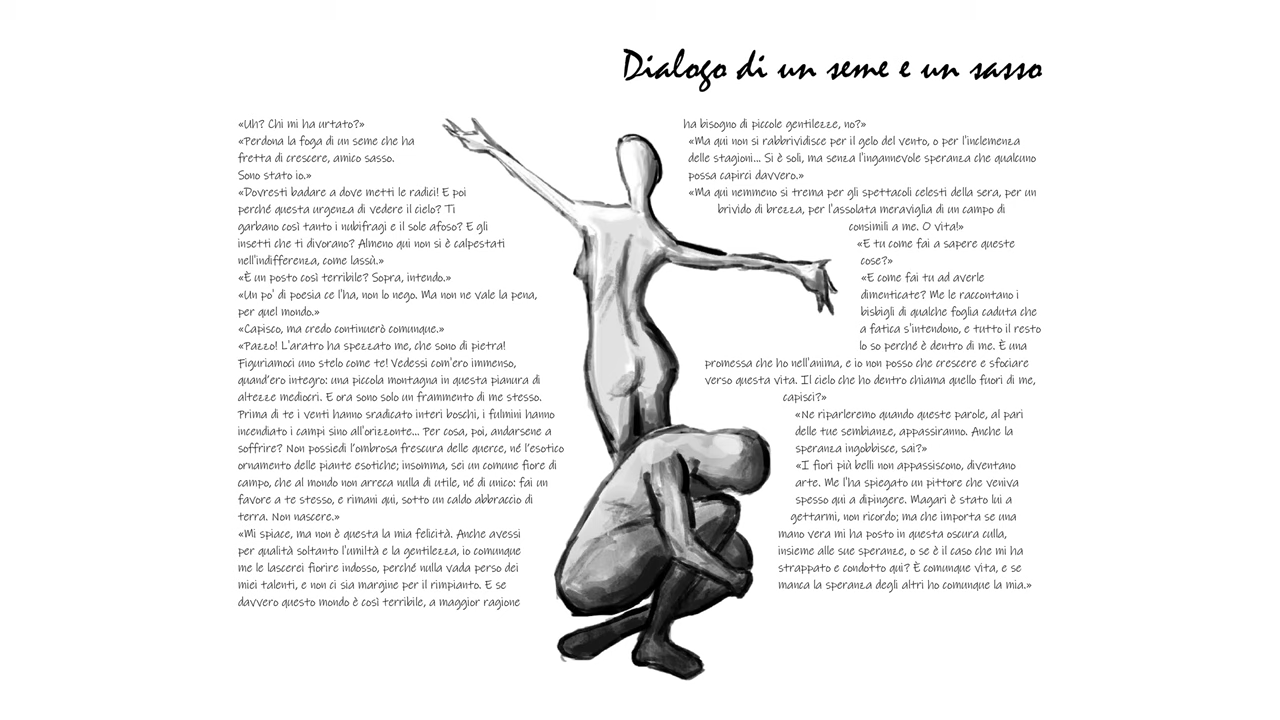 Dialogo di un seme e un sasso
«Uh? Chi mi ha urtato?»
«Perdona la foga di un seme che ha
fretta di crescere, amico sasso.
Sono stato io.»
«Dovresti badare a dove metti le radici! E poi
perché questa urgenza di vedere il cielo? Ti
garbano così tanto i nubifragi e il sole afoso? E gli
insetti che ti divorano? Almeno qui non si è calpestati
nell'indifferenza, come lassù.»
«È un posto così terribile? Sopra, intendo.»
«Un po' di poesia ce l'ha, non lo nego. Ma non ne vale la pena,
per quel mondo.»
«Capisco, ma credo continuerò comunque.»
«Pazzo! L'aratro ha spezzato me, che sono di pietra!
Figuriamoci uno stelo come te! Vedessi com'ero immenso,
quand'ero integro: una piccola montagna in questa pianura di
altezze mediocri. E ora sono solo un frammento di me stesso.
Prima di te i venti hanno sradicato interi boschi, i fulmini hanno
incendiato i campi sino all'orizzonte... Per cosa, poi, andarsene a
soffrire? Non possiedi l'ombrosa frescura delle querce, né l'esotico
ornamento delle piante esotiche; insomma, sei un comune fiore di
campo, che al mondo non arreca nulla di utile, né di unico: fai un
favore a te stesso, e rimani qui, sotto un caldo abbraccio di
terra. Non nascere.»
«Mi spiace, ma non è questa la mia felicità. Anche avessi
per qualità soltanto l'umiltà e la gentilezza, io comunque
me le lascerei fiorire indosso, perché nulla vada perso dei
miei talenti, e non ci sia margine per il rimpianto. E se
davvero questo mondo è così terribile, a maggior ragione
ha bisogno di piccole gentilezze, no?»
«Ma qui non si rabbrividisce per il gelo del vento, o per l'inclemenza
delle stagioni... Si è soli, ma senza l'ingannevole speranza che qualcuno
possa capirci davvero.»
«Ma qui nemmeno si trema per gli spettacoli celesti della sera, per un
brivido di brezza, per l'assolata meraviglia di un campo di
consimili a me. O vita!»
«E tu come fai a sapere queste
cose?»
«E come fai tu ad averle
dimenticate? Me le raccontano i
bisbigli di qualche foglia caduta che
a fatica s'intendono, e tutto il resto
lo so perché è dentro di me. È una
promessa che ho nell'anima, e io non posso che crescere e sfociare
verso questa vita. Il cielo che ho dentro chiama quello fuori di me,
capisci?»
«Ne riparleremo quando queste parole, al pari
delle tue sembianze, appassiranno. Anche la
speranza ingobbisce, sai?»
«I fiori più belli non appassiscono, diventano
arte. Me l'ha spiegato un pittore che veniva
spesso qui a dipingere. Magari è stato lui a
gettarmi, non ricordo; ma che importa se una
mano vera mi ha posto in questa oscura culla,
insieme alle sue speranze, o se è il caso che mi ha
strappato e condotto qui? È comunque vita, e se
manca la speranza degli altri ho comunque la mia.»